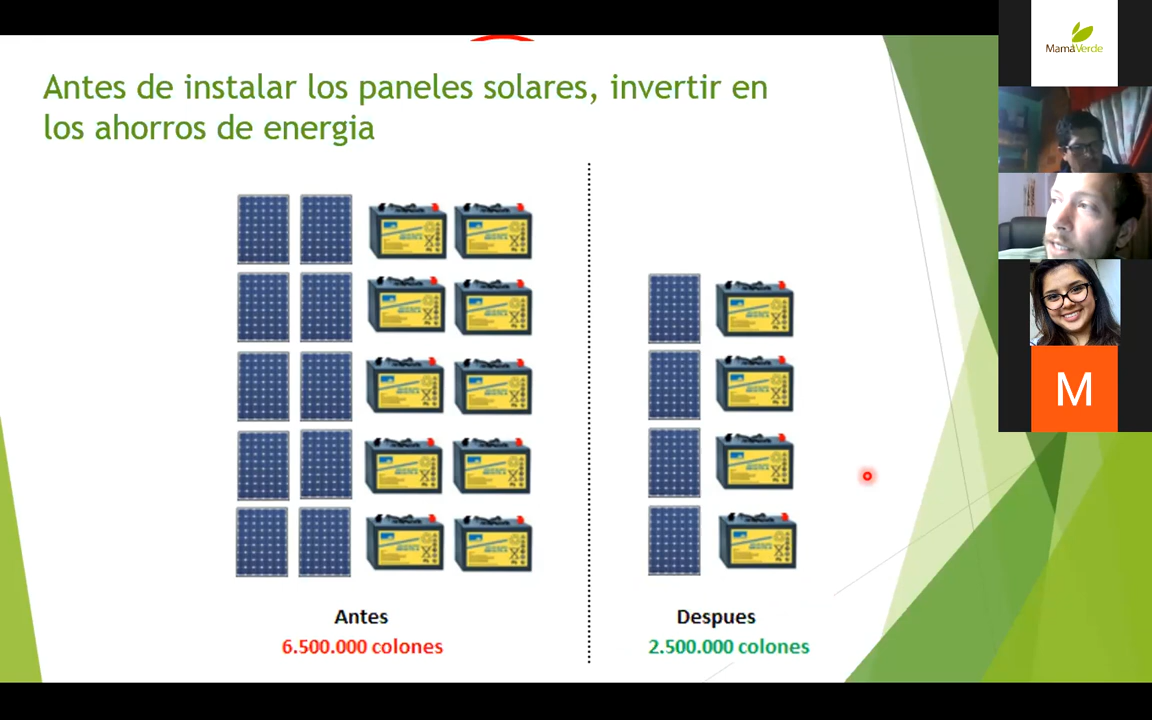 Antes de instalar los paneles solares, invertir en
los ahorros de energia
Antes
6.500.000 colones
Despues
2.500.000 colones
MamáVerde
M